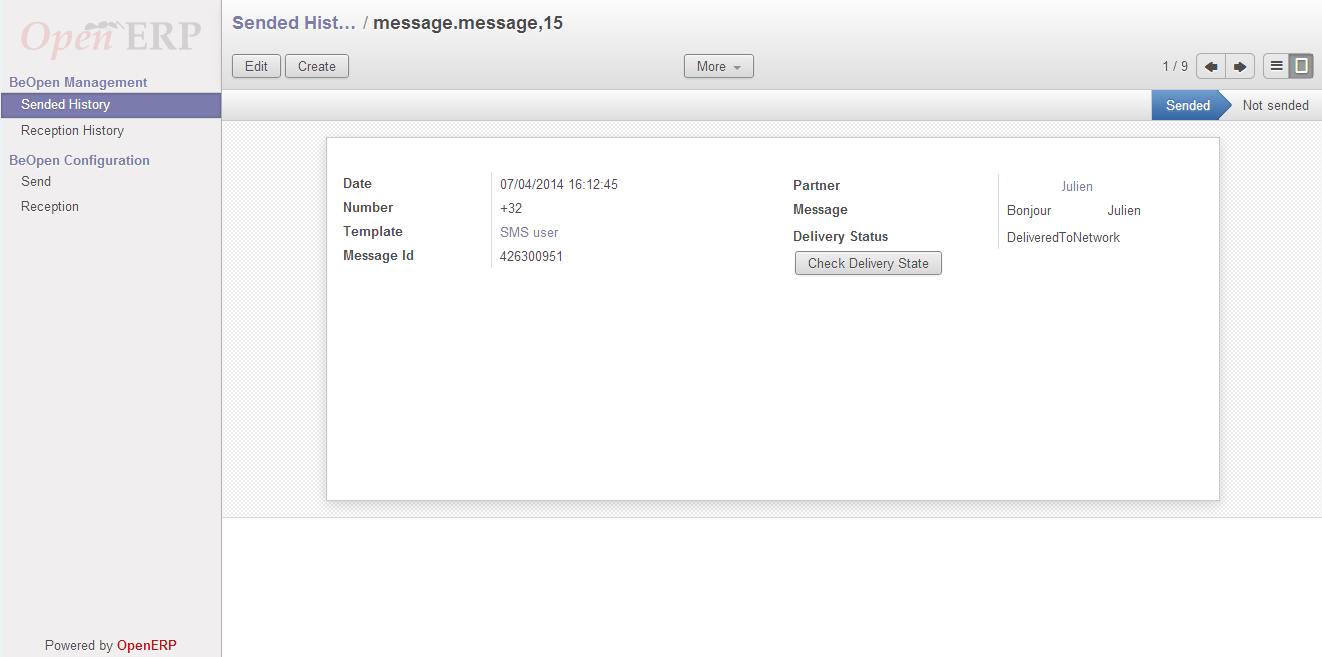 Open ERP
BeOpen Management
Sended History
Reception History
BeOpen Configuration
Send
Reception
Powered by OpenERP
Sended Hist... / message.message,15
Edit Create More 1 / 9
Sended Not sended
Date 07/04/2014 16:12:45
Number +32
Template SMS user
Message Id 426300951
Partner Julien
Message Bonjour Julien
Delivery Status DeliveredToNetwork
Check Delivery State